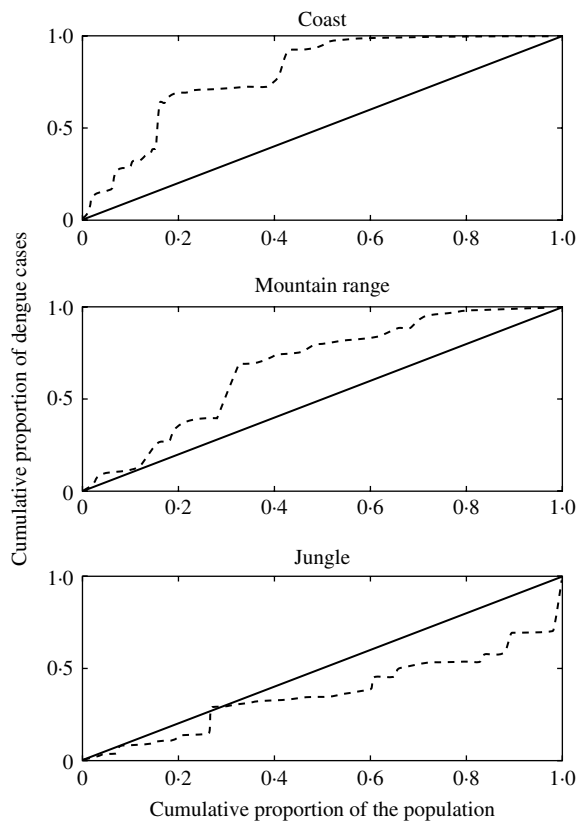 Coast
1·0
0·5
0
0 0·2 0·4 0·6 0·8 1·0
Mountain range
1·0
0·5
0
0 0·2 0·4 0·6 0·8 1·0
Jungle
1·0
0·5
0
0 0·2 0·4 0·6 0·8 1·0
Cumulative proportion of dengue cases
Cumulative proportion of the population